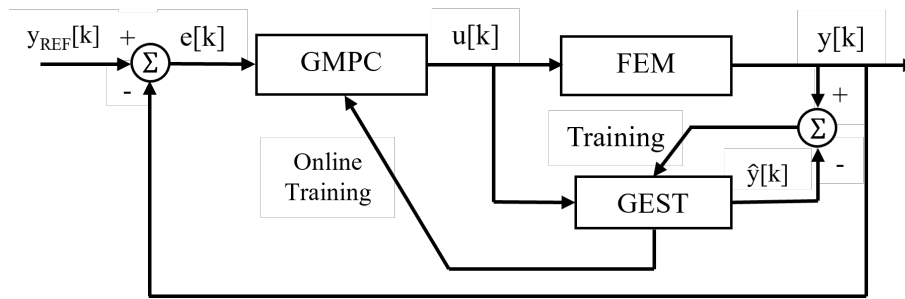 y_REF[k]
+
Σ
-
e[k]
GMPC
u[k]
FEM
y[k]
+
Σ
-
Training
ŷ[k]
Online
Training
GEST